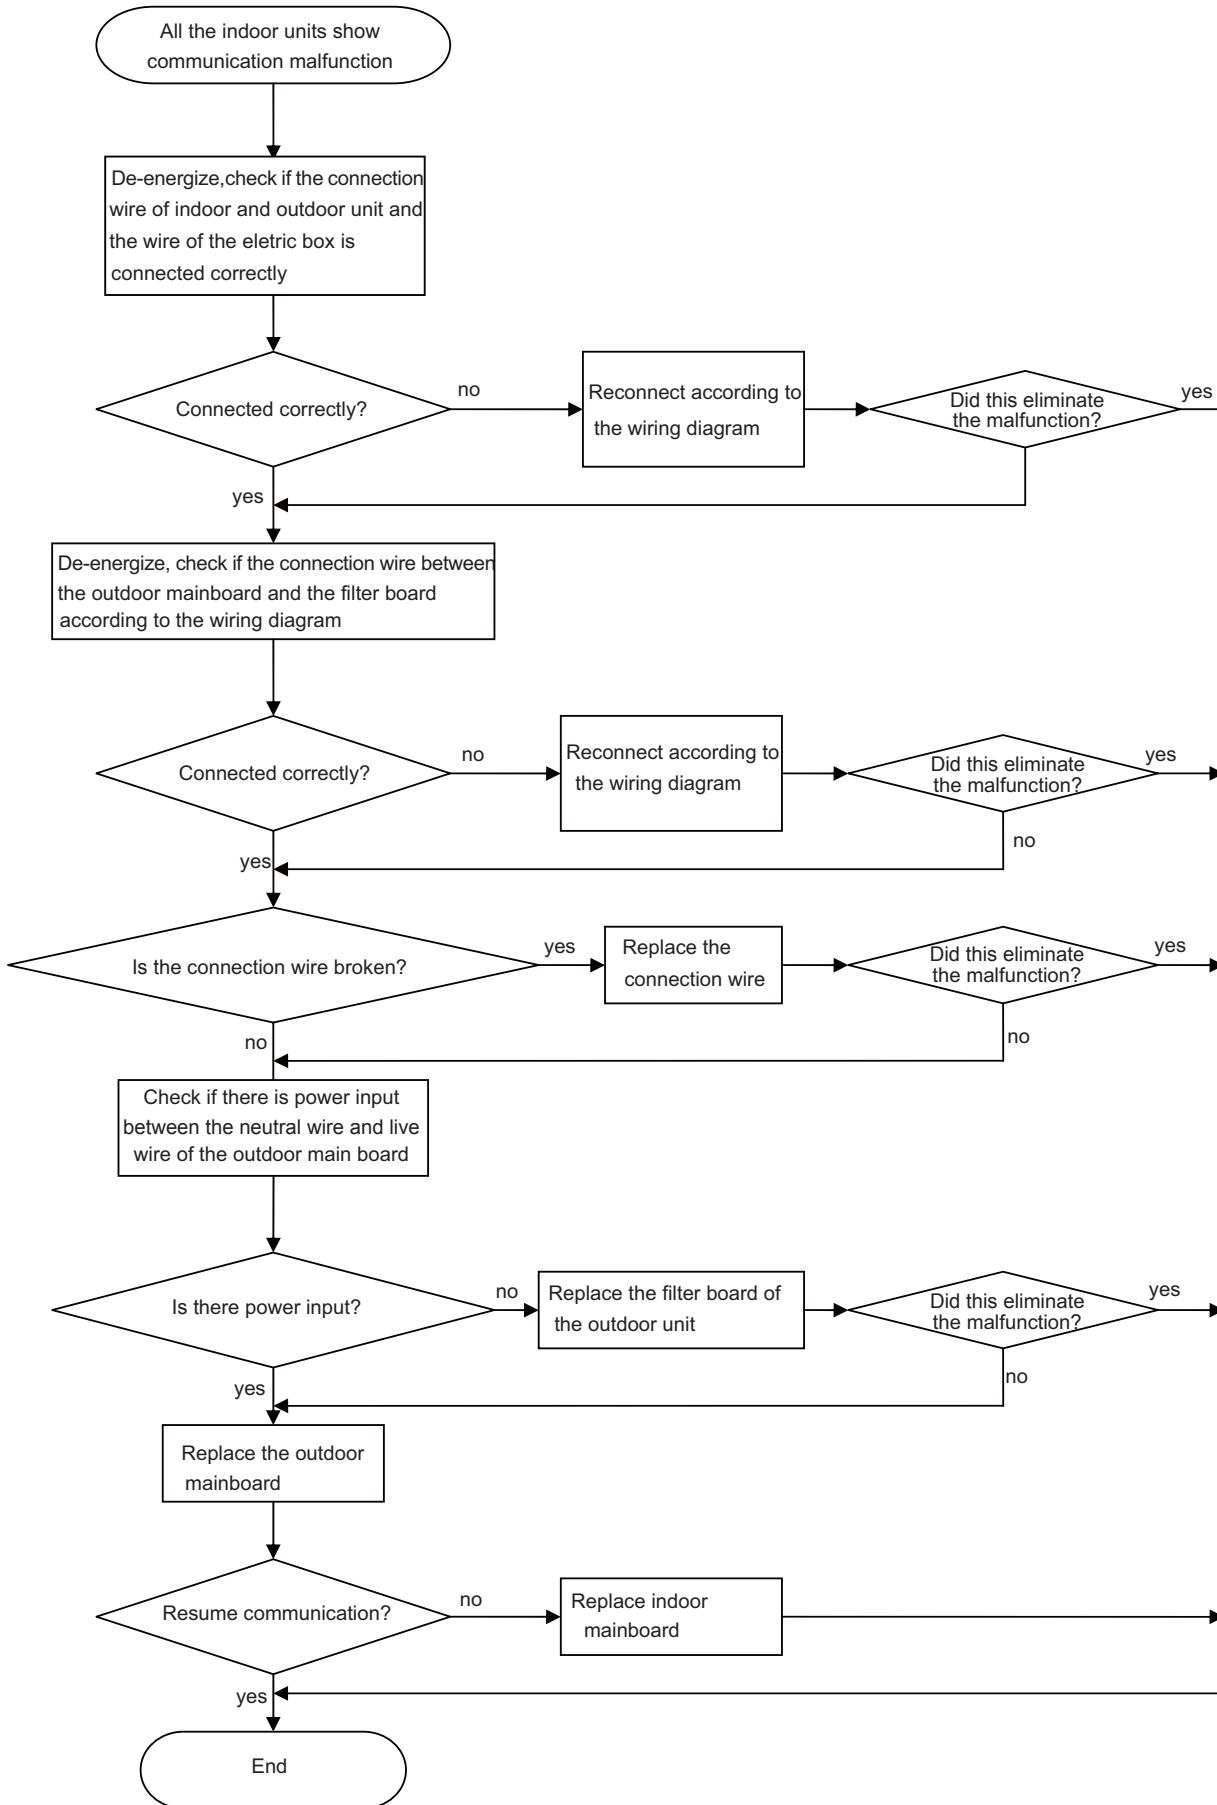 All the indoor units show
communication malfunction
De-energize,check if the connection
wire of indoor and outdoor unit and
the wire of the eletric box is
connected correctly
Connected correctly?
no
Reconnect according to
the wiring diagram
Did this eliminate
the malfunction?
yes
yes
De-energize, check if the connection wire between
the outdoor mainboard and the filter board
according to the wiring diagram
Connected correctly?
no
Reconnect according to
the wiring diagram
Did this eliminate
the malfunction?
yes
no
yes
Is the connection wire broken?
yes
Replace the
connection wire
Did this eliminate
the malfunction?
yes
no
no
Check if there is power input
between the neutral wire and live
wire of the outdoor main board
Is there power input?
no
Replace the filter board of
the outdoor unit
Did this eliminate
the malfunction?
yes
no
yes
Replace the outdoor
mainboard
Resume communication?
no
Replace indoor
mainboard
yes
End